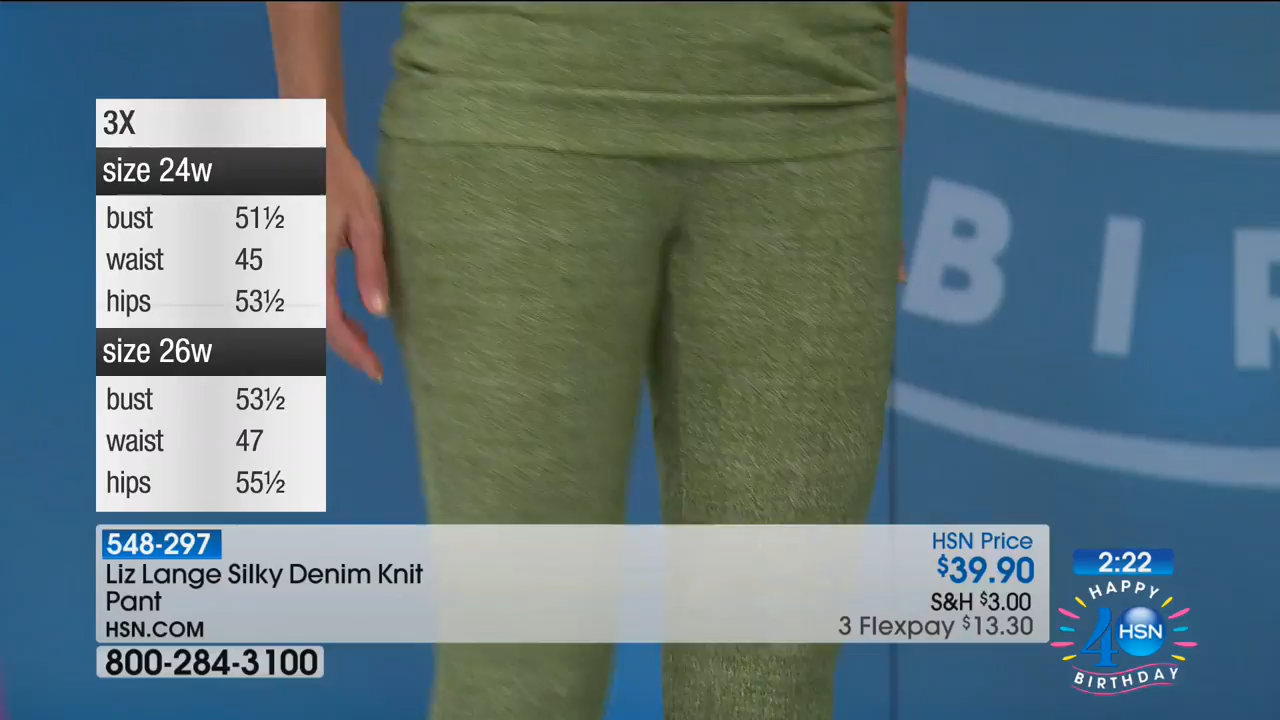 3X
size 24w
bust 51½
waist 45
hips 53½
size 26w
bust 53½
waist 47
hips 55½
548-297
Liz Lange Silky Denim Knit
Pant
HSN.COM
800-284-3100
HSN Price
$39.90
S&H $3.00
3 Flexpay $13.30
2:22
HAPPY
40
HSN
BIRTHDAY
BIR